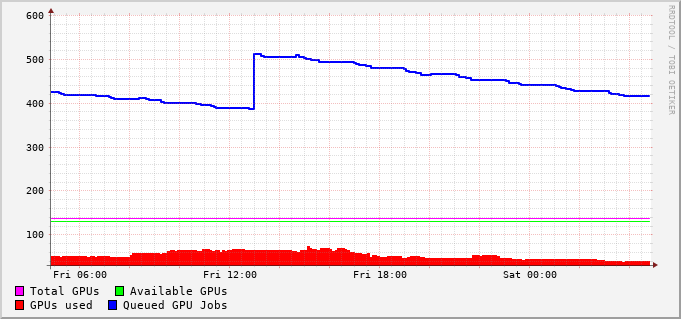 600
500
400
300
200
100
Fri 06:00 Fri 12:00 Fri 18:00 Sat 00:00
Total GPUs Available GPUs
GPUs used Queued GPU Jobs
RRDTOOL / TOBI OETIKER